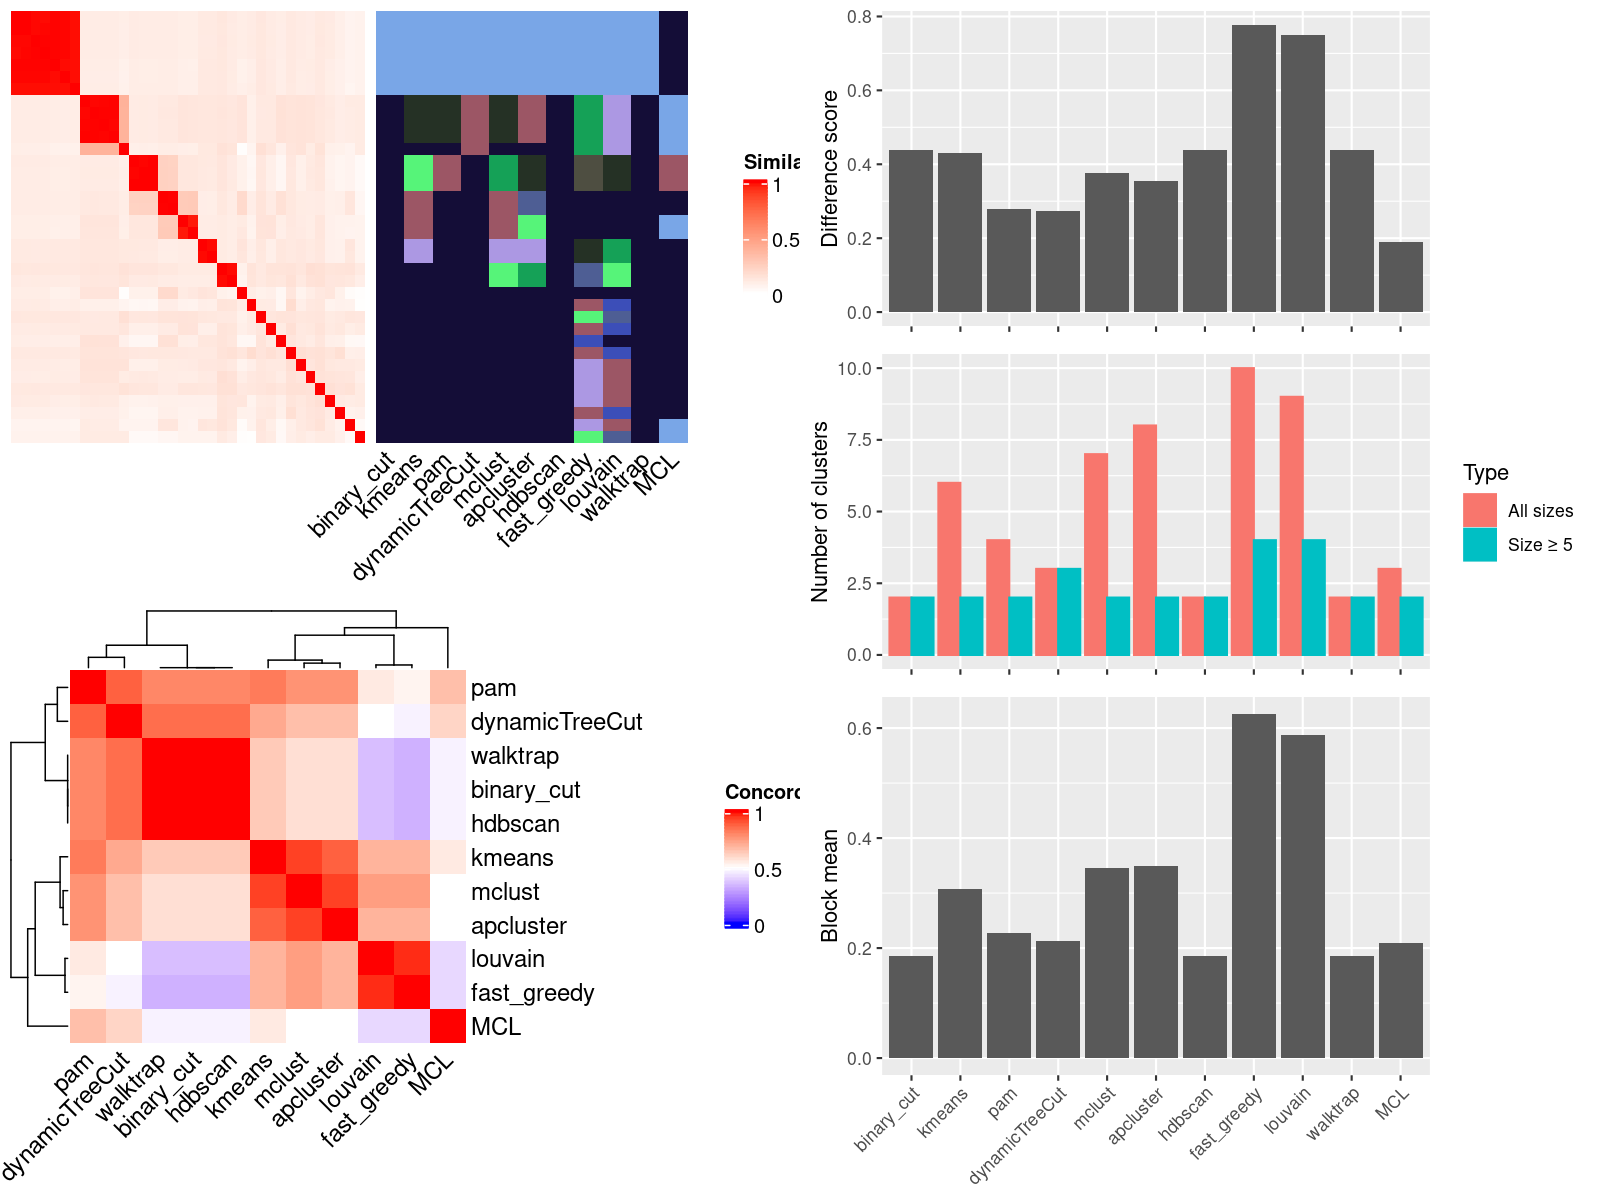 Simila
1
0.5
0
binary_cut
kmeans
pam
dynamicTreeCut
mclust
apcluster
hdbscan
fast_greedy
louvain
walktrap
MCL
pam
dynamicTreeCut
walktrap
binary_cut
hdbscan
kmeans
mclust
apcluster
louvain
fast_greedy
MCL
pam
dynamicTreeCut
walktrap
binary_cut
hdbscan
kmeans
mclust
apcluster
louvain
fast_greedy
MCL
Concord
1
0.5
0
Difference score
0.8
0.6
0.4
0.2
0.0
Number of clusters
10.0
7.5
5.0
2.5
0.0
Type
All sizes
Size ≥ 5
Block mean
0.6
0.4
0.2
0.0
binary_cut
kmeans
pam
dynamicTreeCut
mclust
apcluster
hdbscan
fast_greedy
louvain
walktrap
MCL